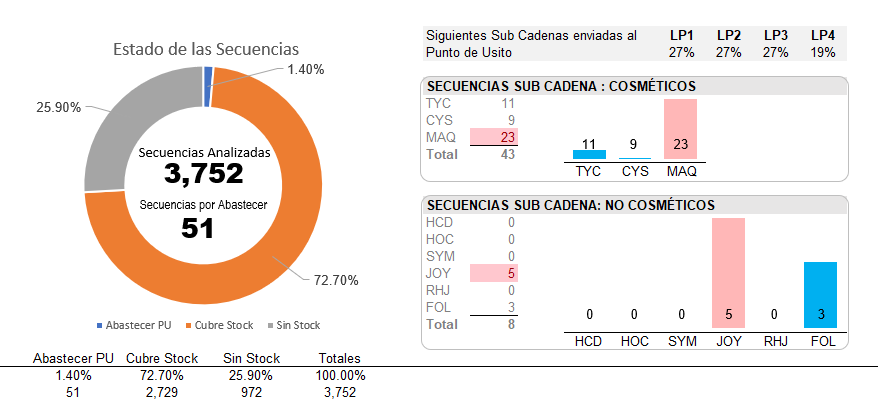 Estado de las Secuencias
1.40%
25.90%
72.70%
Secuencias Analizadas
3,752
Secuencias por Abastecer
51
Abastecer PU Cubre Stock Sin Stock
Abastecer PU Cubre Stock Sin Stock Totales
1.40% 72.70% 25.90% 100.00%
51 2,729 972 3,752
Siguientes Sub Cadenas enviadas al LP1 LP2 LP3 LP4
Punto de Usito 27% 27% 27% 19%
SECUENCIAS SUB CADENA : COSMÉTICOS
TYC 11
CYS 9
MAQ 23
Total 43
11 9 23
TYC CYS MAQ
SECUENCIAS SUB CADENA: NO COSMÉTICOS
HCD 0
HOC 0
SYM 0
JOY 5
RHJ 0
FOL 3
Total 8
0 0 0 5 0 3
HCD HOC SYM JOY RHJ FOL